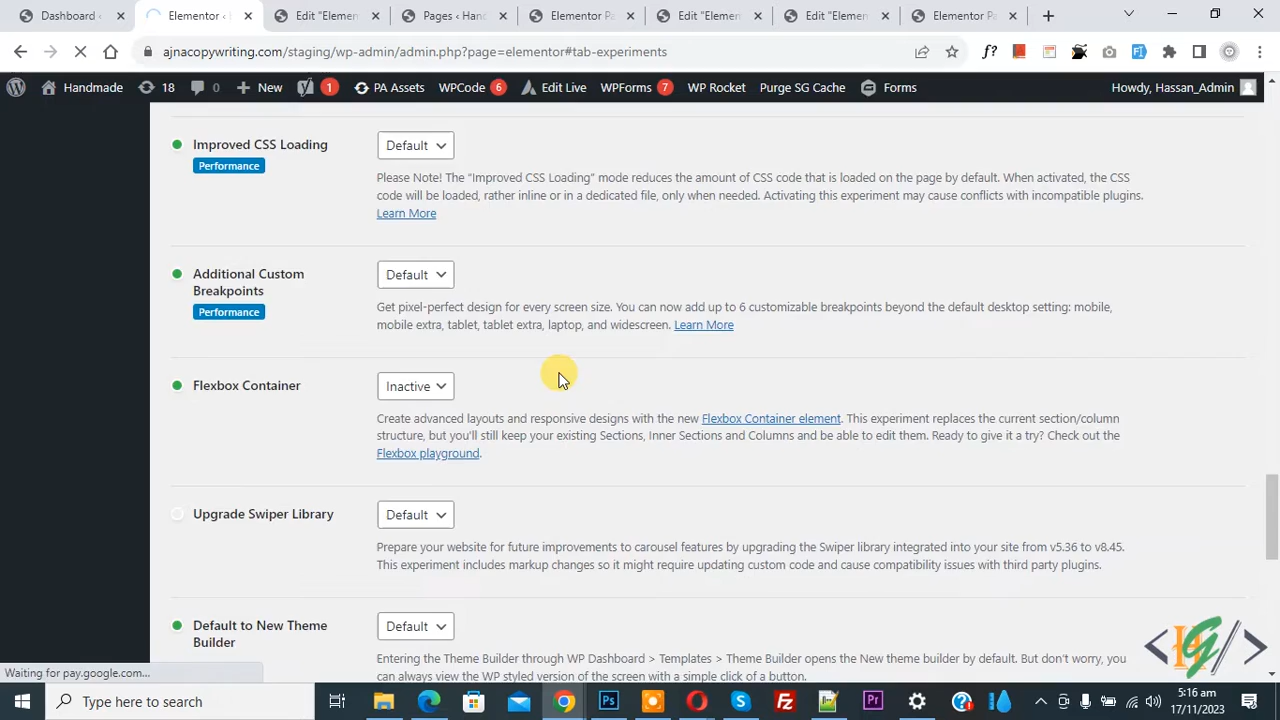 Dashboard ‹
Elementor ‹
Edit "Elemen
Pages ‹ Hand
Elementor Pa
Edit "Elemen
Edit "Elemen
Elementor Pa
ajnacopywriting.com/staging/wp-admin/admin.php?page=elementor#tab-experiments
Handmade 18 0 New 1 PA Assets WPCode 6 Edit Live WPForms 7 WP Rocket Purge SG Cache Forms Howdy, Hassan_Admin
Improved CSS Loading
Default
Performance
Please Note! The “Improved CSS Loading” mode reduces the amount of CSS code that is loaded on the page by default. When activated, the CSS
code will be loaded, rather inline or in a dedicated file, only when needed. Activating this experiment may cause conflicts with incompatible plugins.
Learn More
Additional Custom
Breakpoints
Default
Performance
Get pixel-perfect design for every screen size. You can now add up to 6 customizable breakpoints beyond the default desktop setting: mobile,
mobile extra, tablet, tablet extra, laptop, and widescreen. Learn More
Flexbox Container
Inactive
Create advanced layouts and responsive designs with the new Flexbox Container element. This experiment replaces the current section/column
structure, but you'll still keep your existing Sections, Inner Sections and Columns and be able to edit them. Ready to give it a try? Check out the
Flexbox playground.
Upgrade Swiper Library
Default
Prepare your website for future improvements to carousel features by upgrading the Swiper library integrated into your site from v5.36 to v8.45.
This experiment includes markup changes so it might require updating custom code and cause compatibility issues with third party plugins.
Default to New Theme
Builder
Default
Entering the Theme Builder through WP Dashboard > Templates > Theme Builder opens the New theme builder by default. But don't worry, you
can always view the WP styled version of the screen with a simple click of a button.
Waiting for pay.google.com...
Type here to search
5:16 am
17/11/2023